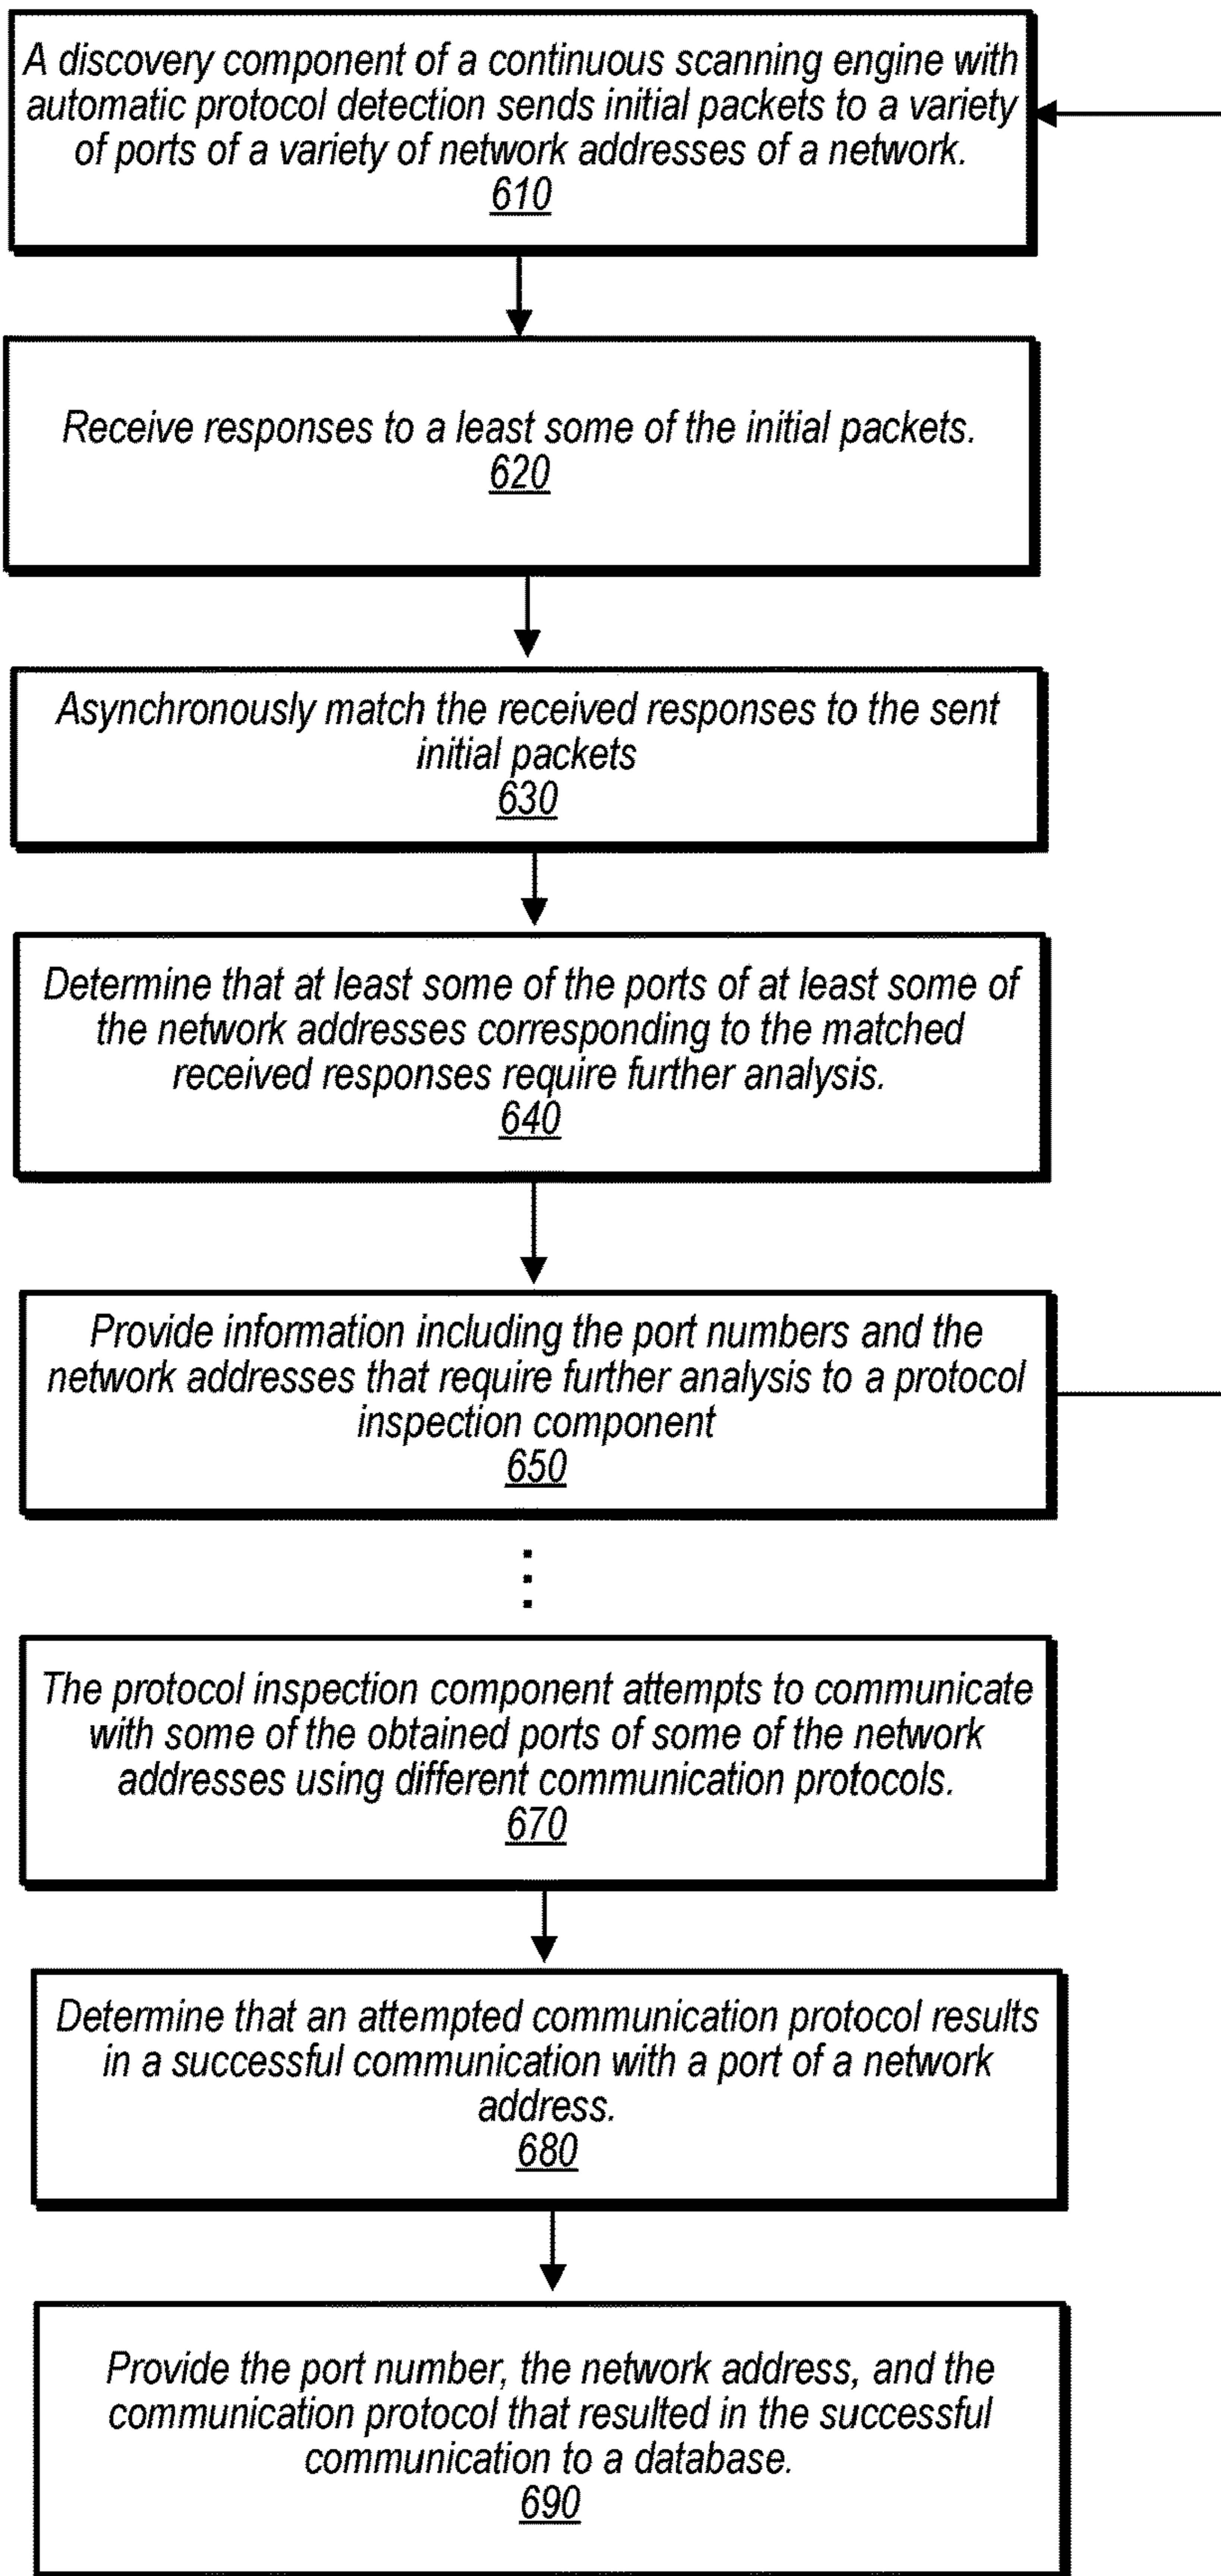 A discovery component of a continuous scanning engine with
automatic protocol detection sends initial packets to a variety
of ports of a variety of network addresses of a network.
610
Receive responses to a least some of the initial packets.
620
Asynchronously match the received responses to the sent
initial packets
630
Determine that at least some of the ports of at least some of
the network addresses corresponding to the matched
received responses require further analysis.
640
Provide information including the port numbers and the
network addresses that require further analysis to a protocol
inspection component
650
The protocol inspection component attempts to communicate
with some of the obtained ports of some of the network
addresses using different communication protocols.
670
Determine that an attempted communication protocol results
in a successful communication with a port of a network
address.
680
Provide the port number, the network address, and the
communication protocol that resulted in the successful
communication to a database.
690